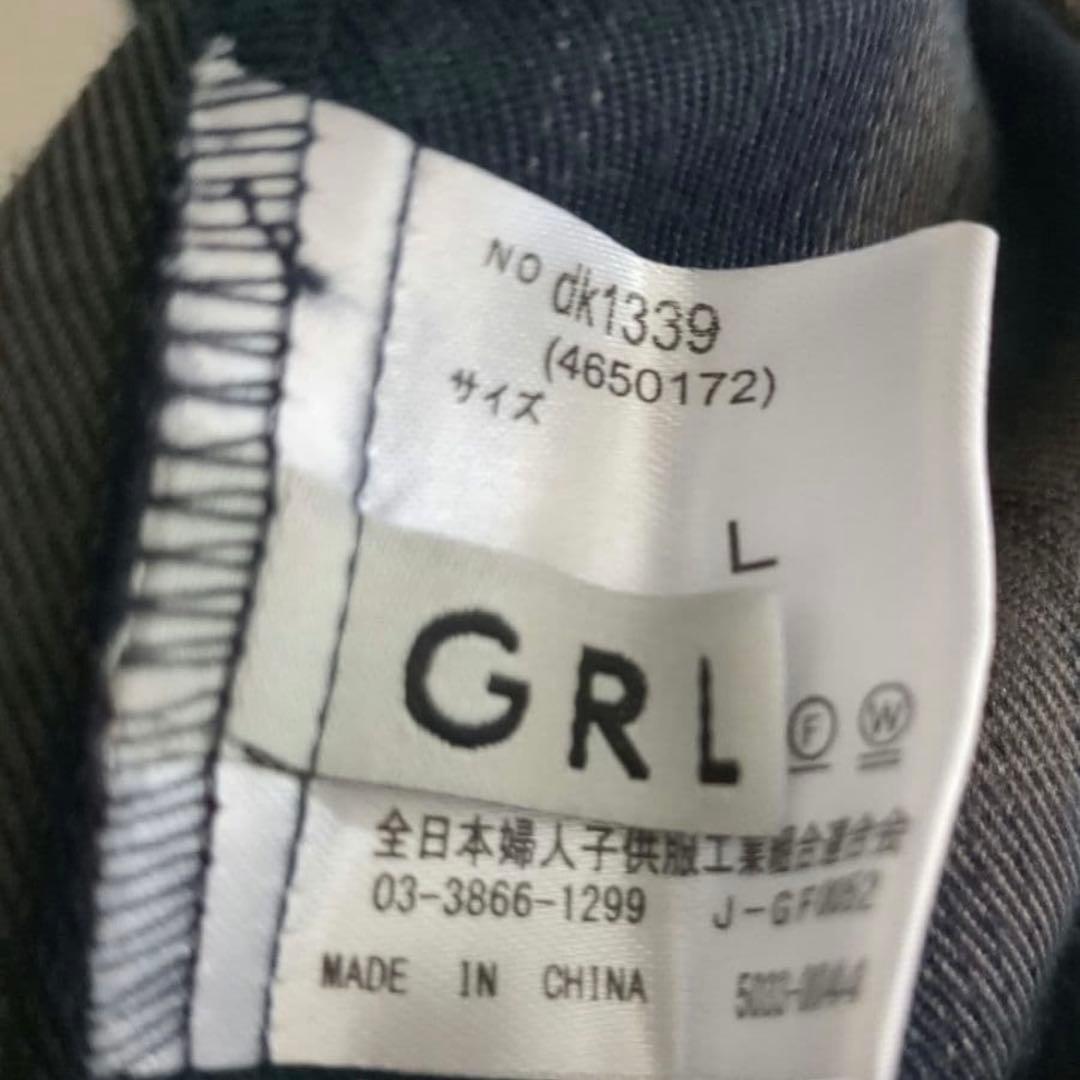 NO dk1339
(4650172)
サイズ
L
GRL
F W
全日本婦人子供服工業組合連合会
03-3866-1299
MADE IN CHINA